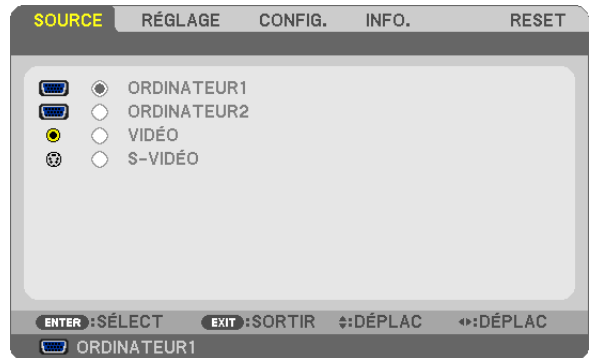 SOURCE RÉGLAGE CONFIG. INFO. RESET
ORDINATEUR1
ORDINATEUR2
VIDÉO
S-VIDÉO
ENTER :SÉLECT EXIT :SORTIR :DÉPLAC :DÉPLAC
ORDINATEUR1